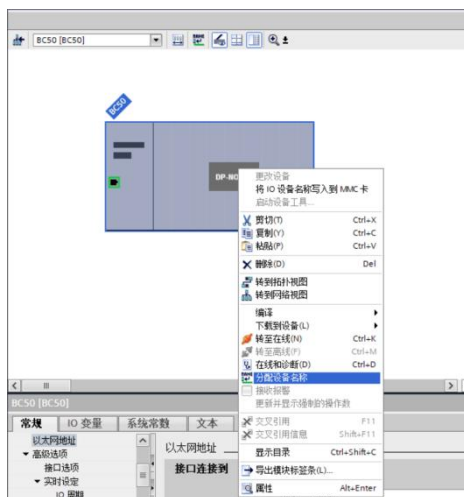 BC50 [BC50]
BC50
DP-NO
更改设备
将 IO 设备名称写入到 MMC 卡
启动设备工具...
剪切(T) Ctrl+X
复制(Y) Ctrl+C
粘贴(P) Ctrl+V
删除(D) Del
转到拓扑视图
转到网络视图
编译
下载到设备(L)
转至在线(N) Ctrl+K
转至离线(F) Ctrl+M
在线和诊断(D) Ctrl+D
分配设备名称
接收报警
更新并显示强制的操作数
交叉引用 F11
交叉引用信息 Shift+F11
显示目录 Ctrl+Shift+C
导出模块标签条(L)...
属性 Alt+Enter
BC50 [BC50]
常规 IO 变量 系统常数 文本
以太网地址
高级选项
接口选项
实时设定
IO 周期
以太网地址
接口连接到